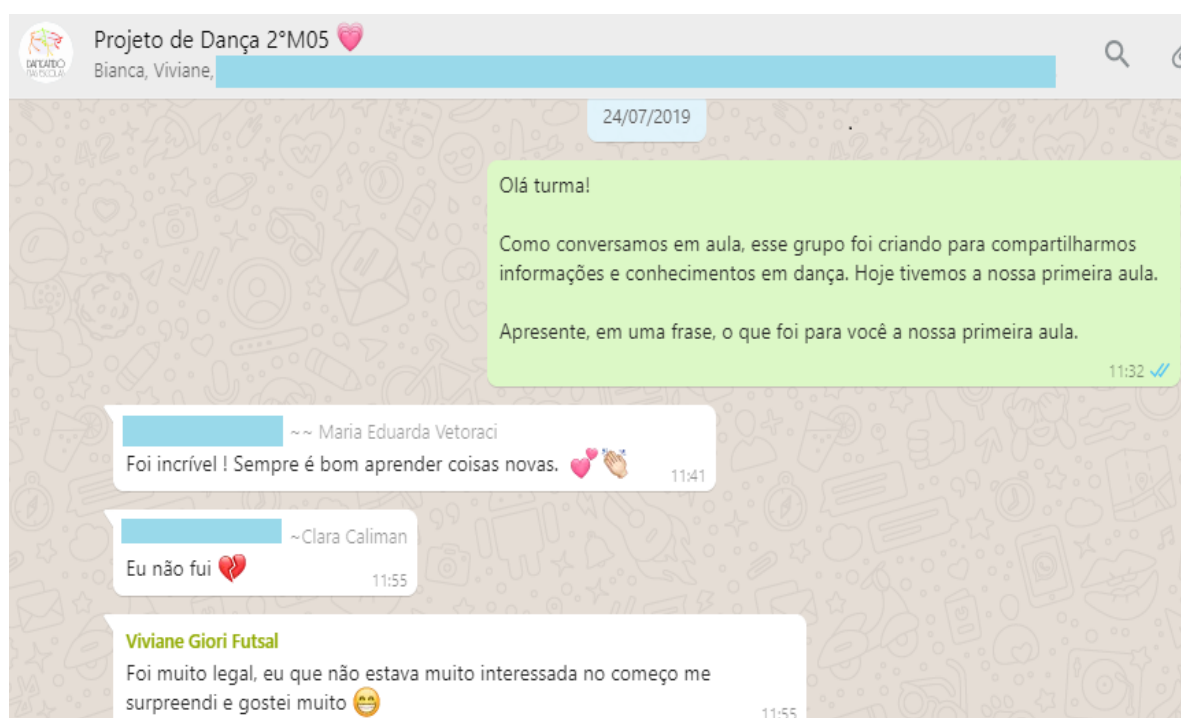 Projeto de Dança 2°M05 💗
Bianca, Viviane,
DANÇANDO
NAS ESCOLAS
24/07/2019
Olá turma!
Como conversamos em aula, esse grupo foi criando para compartilharmos
informações e conhecimentos em dança. Hoje tivemos a nossa primeira aula.
Apresente, em uma frase, o que foi para você a nossa primeira aula.
11:32
~~ Maria Eduarda Vetoraci
Foi incrível ! Sempre é bom aprender coisas novas. 💕👏🏻
11:41
~Clara Caliman
Eu não fui 💔
11:55
Viviane Giori Futsal
Foi muito legal, eu que não estava muito interessada no começo me
surpreendi e gostei muito 😁
11:55